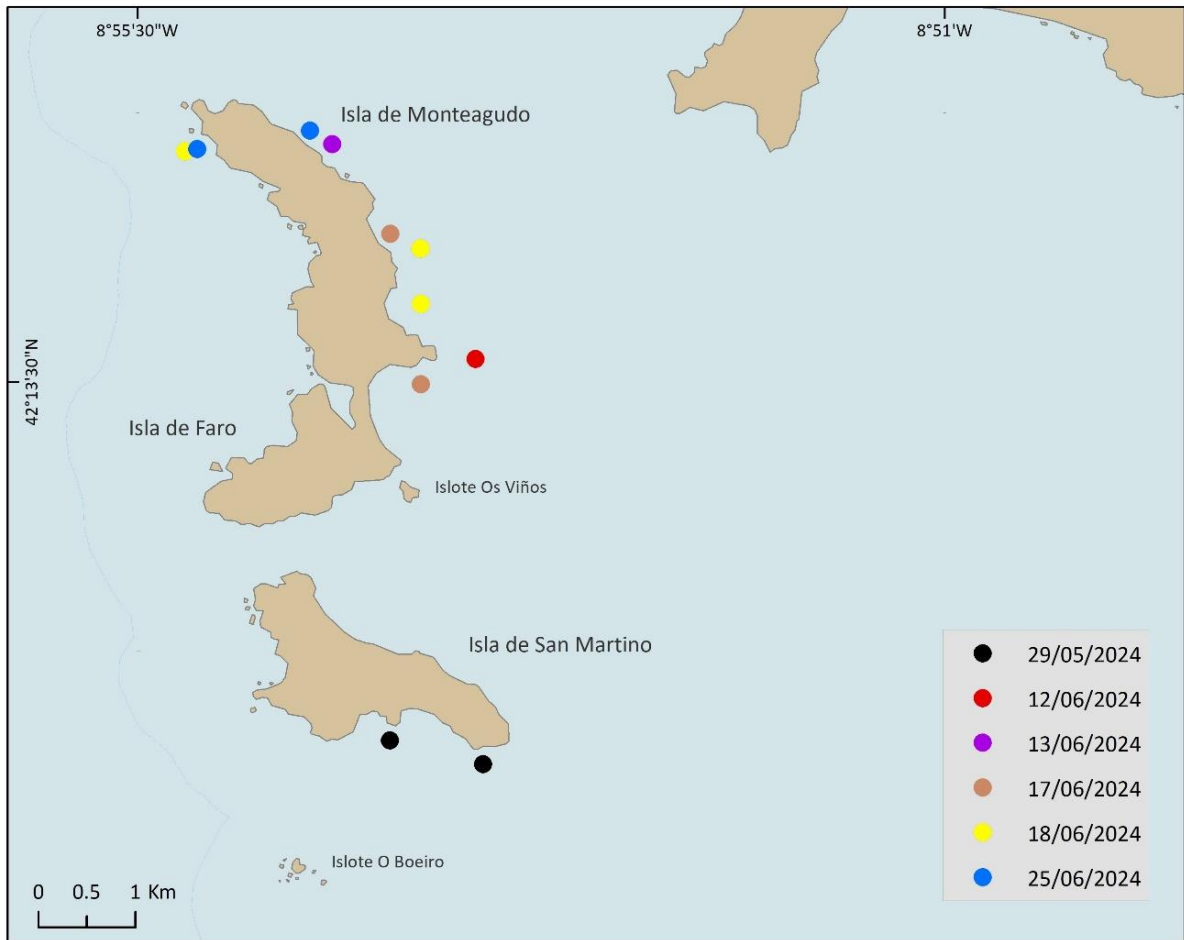 8°55'30"W
8°51'W
Isla de Monteagudo
42°13'30"N
Isla de Faro
Islote Os Viños
Isla de San Martino
29/05/2024
12/06/2024
13/06/2024
17/06/2024
18/06/2024
25/06/2024
Islote O Boeiro
0 0.5 1 Km